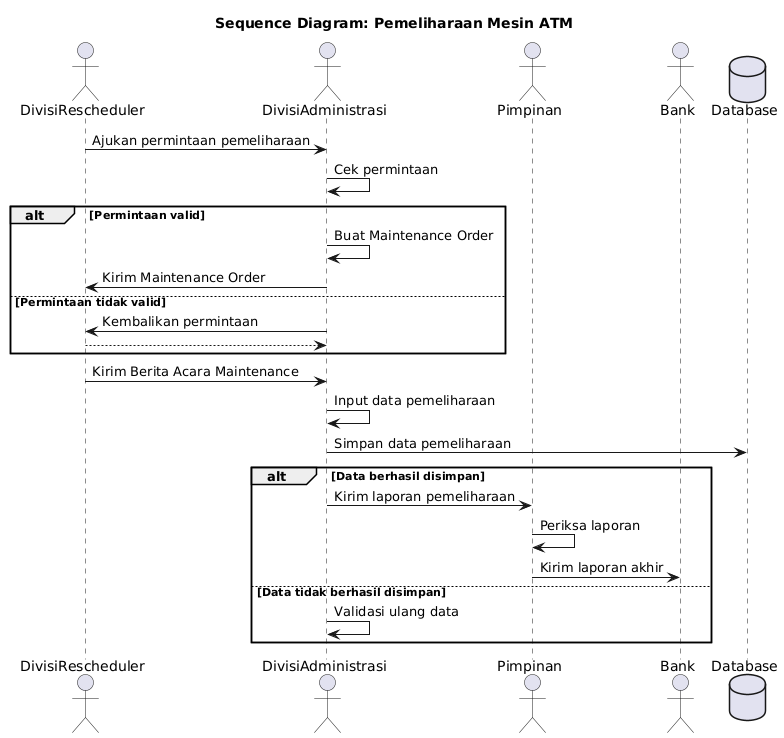 Sequence Diagram: Pemeliharaan Mesin ATM
DivisiRescheduler
DivisiAdministrasi
Pimpinan
Bank
Database
Ajukan permintaan pemeliharaan
Cek permintaan
alt
[Permintaan valid]
Buat Maintenance Order
Kirim Maintenance Order
[Permintaan tidak valid]
Kembalikan permintaan
Kirim Berita Acara Maintenance
Input data pemeliharaan
Simpan data pemeliharaan
alt
[Data berhasil disimpan]
Kirim laporan pemeliharaan
Periksa laporan
Kirim laporan akhir
[Data tidak berhasil disimpan]
Validasi ulang data
DivisiRescheduler
DivisiAdministrasi
Pimpinan
Bank
Database